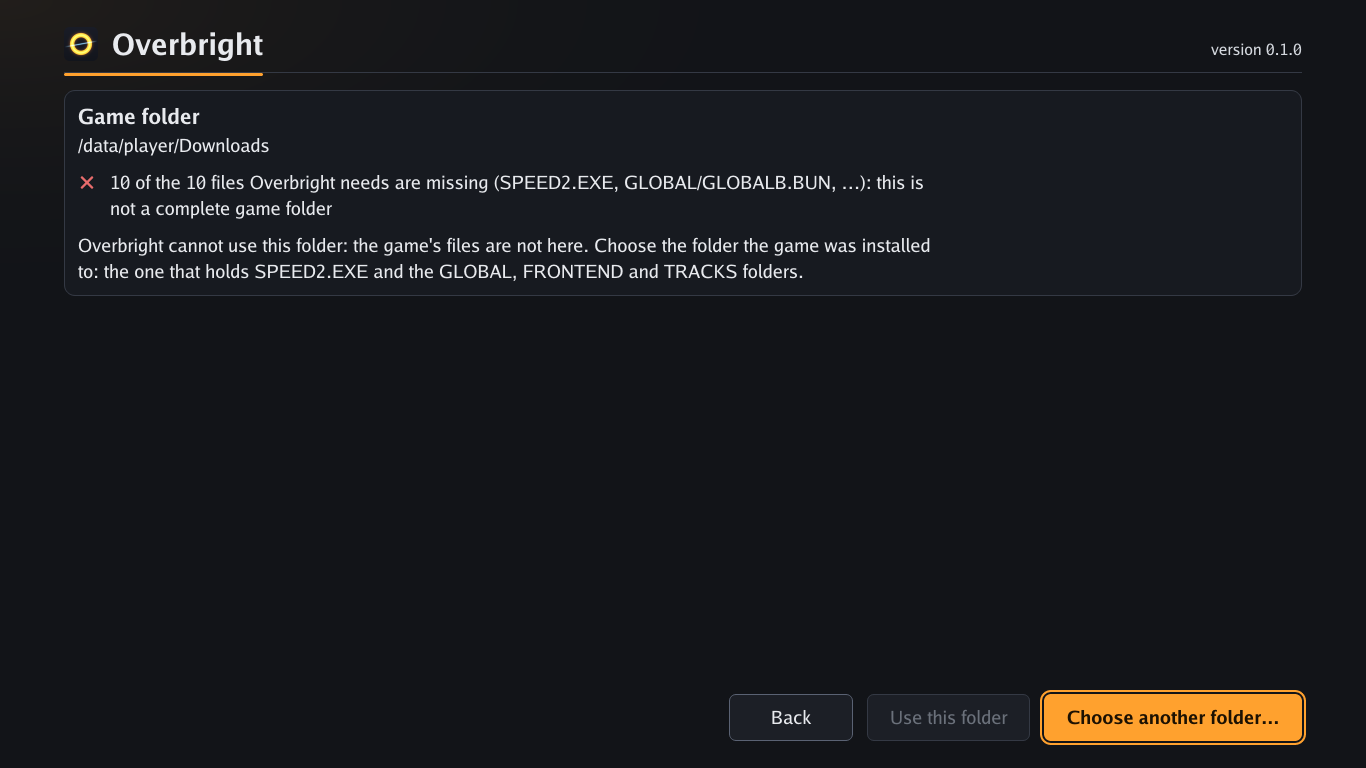 Overbright
version 0.1.0
Game folder
/data/player/Downloads
10 of the 10 files Overbright needs are missing (SPEED2.EXE, GLOBAL/GLOBALB.BUN, …): this is
not a complete game folder
Overbright cannot use this folder: the game's files are not here. Choose the folder the game was installed
to: the one that holds SPEED2.EXE and the GLOBAL, FRONTEND and TRACKS folders.
Back
Use this folder
Choose another folder…